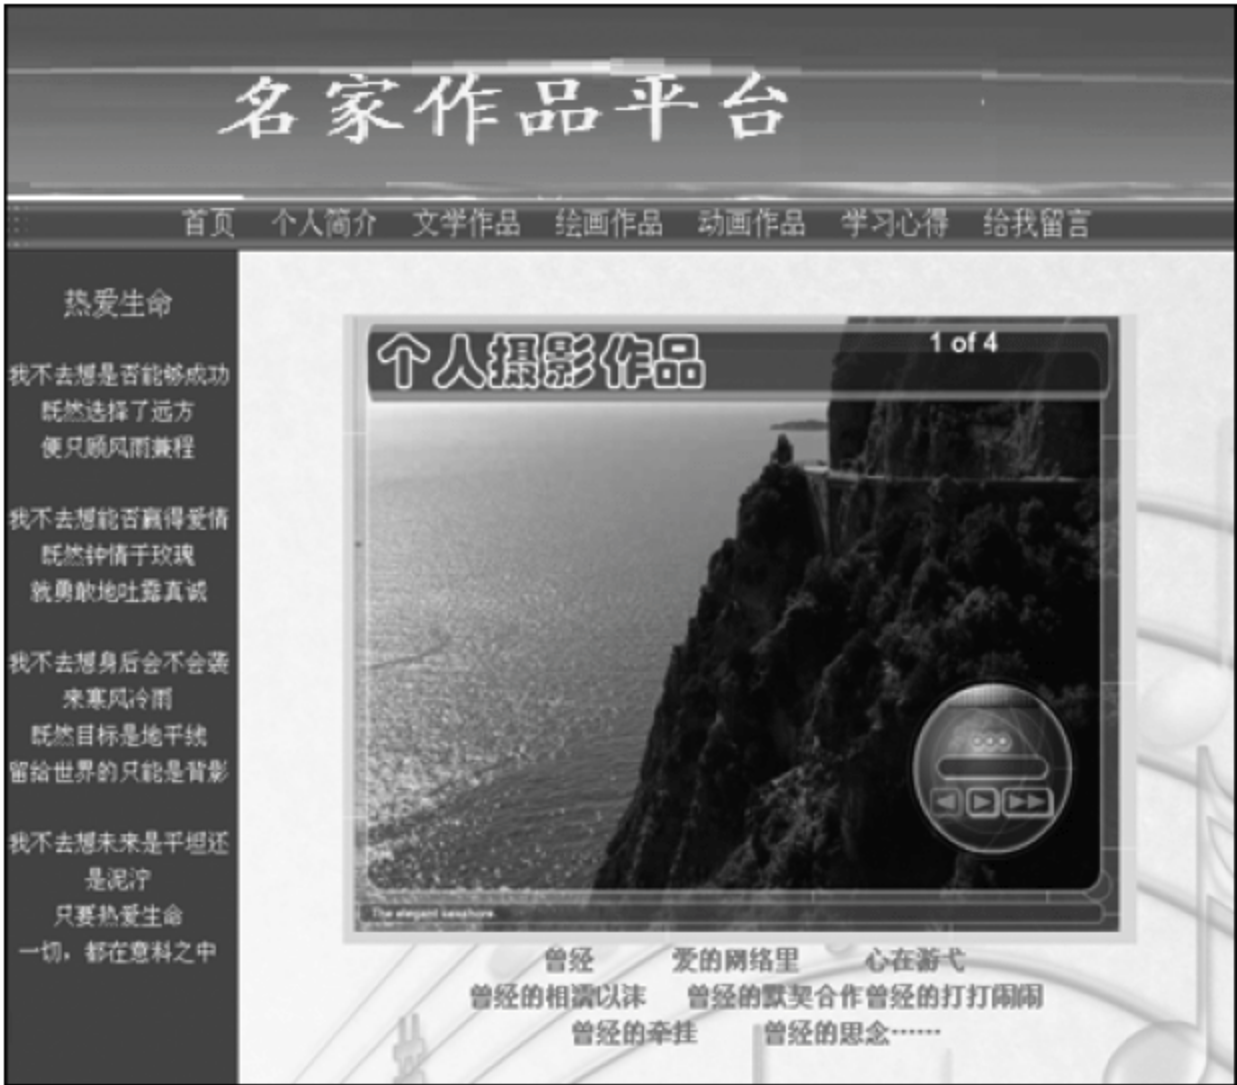 名家作品平台
首页 个人简介 文学作品 绘画作品 动画作品 学习心得 给我留言
热爱生命
我不去想是否能够成功
既然选择了远方
便只顾风雨兼程
我不去想能否赢得爱情
既然钟情于玫瑰
就勇敢地吐露真诚
我不去想身后会不会袭
来寒风冷雨
既然目标是地平线
留给世界的只能是背影
我不去想未来是平坦还
是泥泞
只要热爱生命
一切，都在意料之中
个人摄影作品
1 of 4
The elegant seashore.
曾经 爱的网络里 心在游弋
曾经的相濡以沫 曾经的默契合作曾经的打打闹闹
曾经的牵挂 曾经的思念……